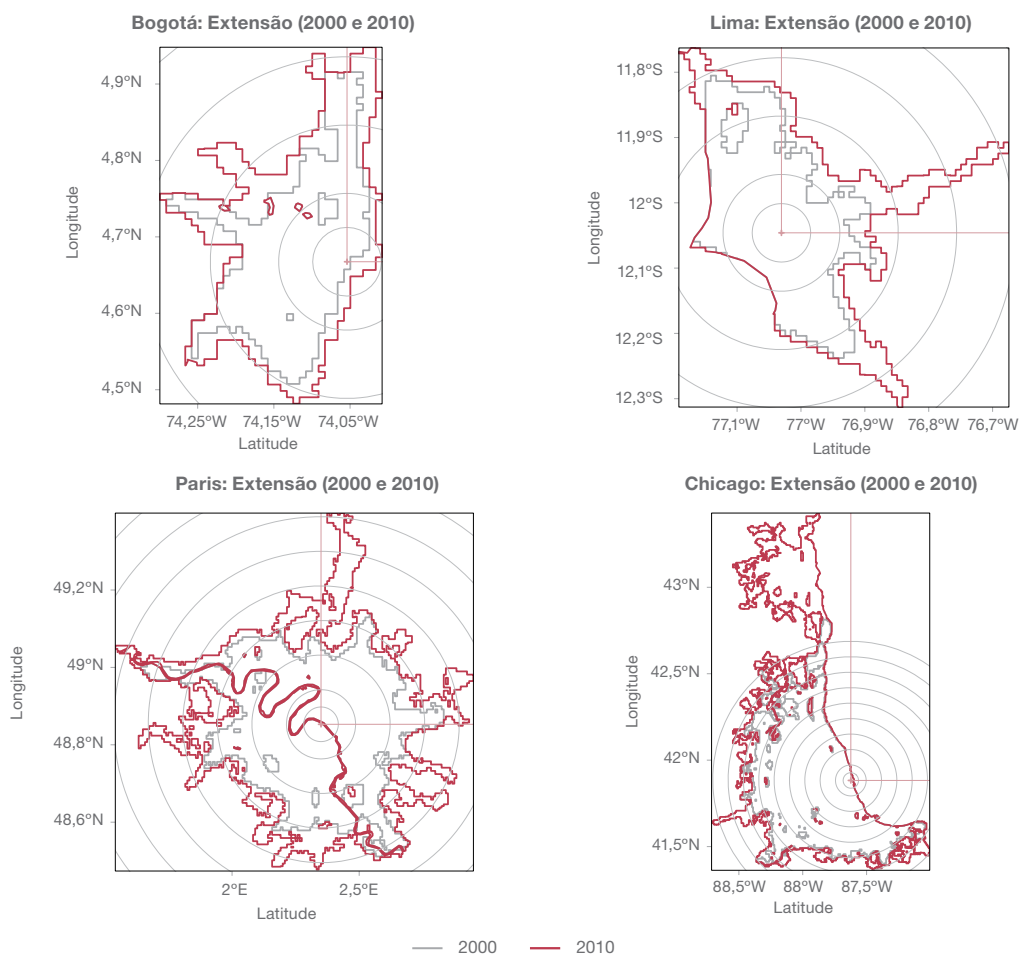 Bogotá: Extensão (2000 e 2010)
4,9ºN
4,8ºN
4,7ºN
4,6ºN
4,5ºN
Longitude
74,25ºW 74,15ºW 74,05ºW
Latitude
Lima: Extensão (2000 e 2010)
11,8ºS
11,9ºS
12ºS
12,1ºS
12,2ºS
12,3ºS
Longitude
77,1ºW 77ºW 76,9ºW 76,8ºW 76,7ºW
Latitude
Paris: Extensão (2000 e 2010)
49,2ºN
49ºN
48,8ºN
48,6ºN
Longitude
2ºE 2,5ºE
Latitude
Chicago: Extensão (2000 e 2010)
43ºN
42,5ºN
42ºN
41,5ºN
Longitude
88,5ºW 88ºW 87,5ºW
Latitude
2000 2010